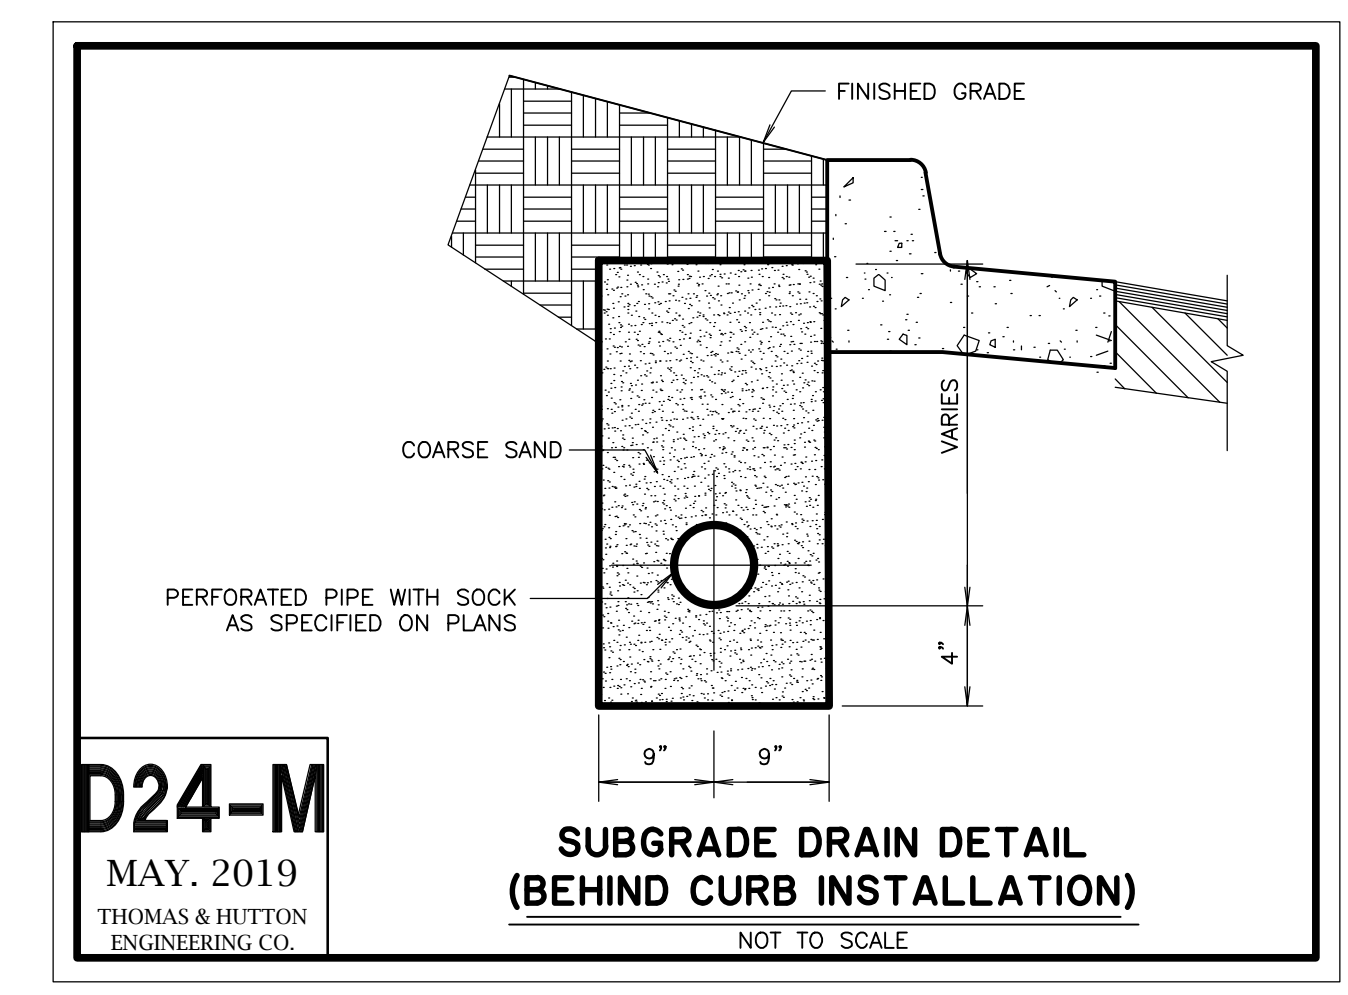 FINISHED GRADE
VARIES
COARSE SAND
PERFORATED PIPE WITH SOCK
AS SPECIFIED ON PLANS
4"
9" 9"
D24-M
MAY. 2019
THOMAS & HUTTON
ENGINEERING CO.
SUBGRADE DRAIN DETAIL
(BEHIND CURB INSTALLATION)
NOT TO SCALE